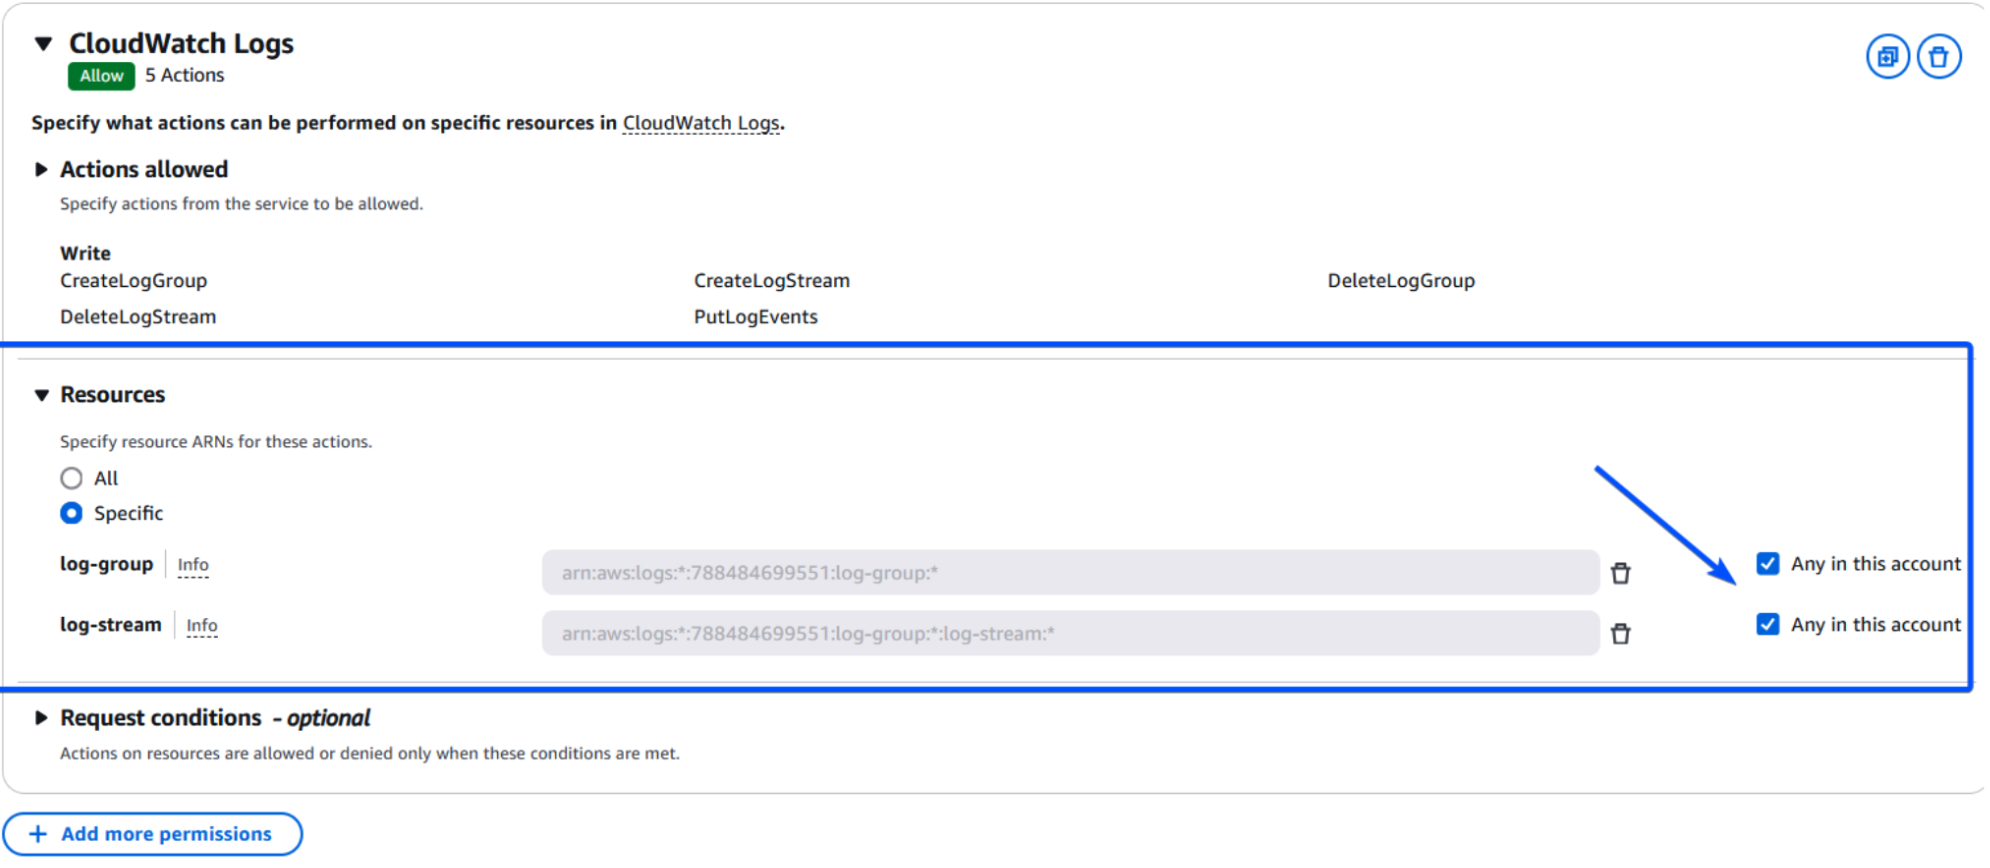 CloudWatch Logs
Allow 5 Actions
Specify what actions can be performed on specific resources in CloudWatch Logs.
Actions allowed
Specify actions from the service to be allowed.
Write
CreateLogGroup CreateLogStream DeleteLogGroup
DeleteLogStream PutLogEvents
Resources
Specify resource ARNs for these actions.
All
Specific
log-group Info arn:aws:logs:*:788484699551:log-group:* Any in this account
log-stream Info arn:aws:logs:*:788484699551:log-group:*:log-stream:* Any in this account
Request conditions - optional
Actions on resources are allowed or denied only when these conditions are met.
+ Add more permissions